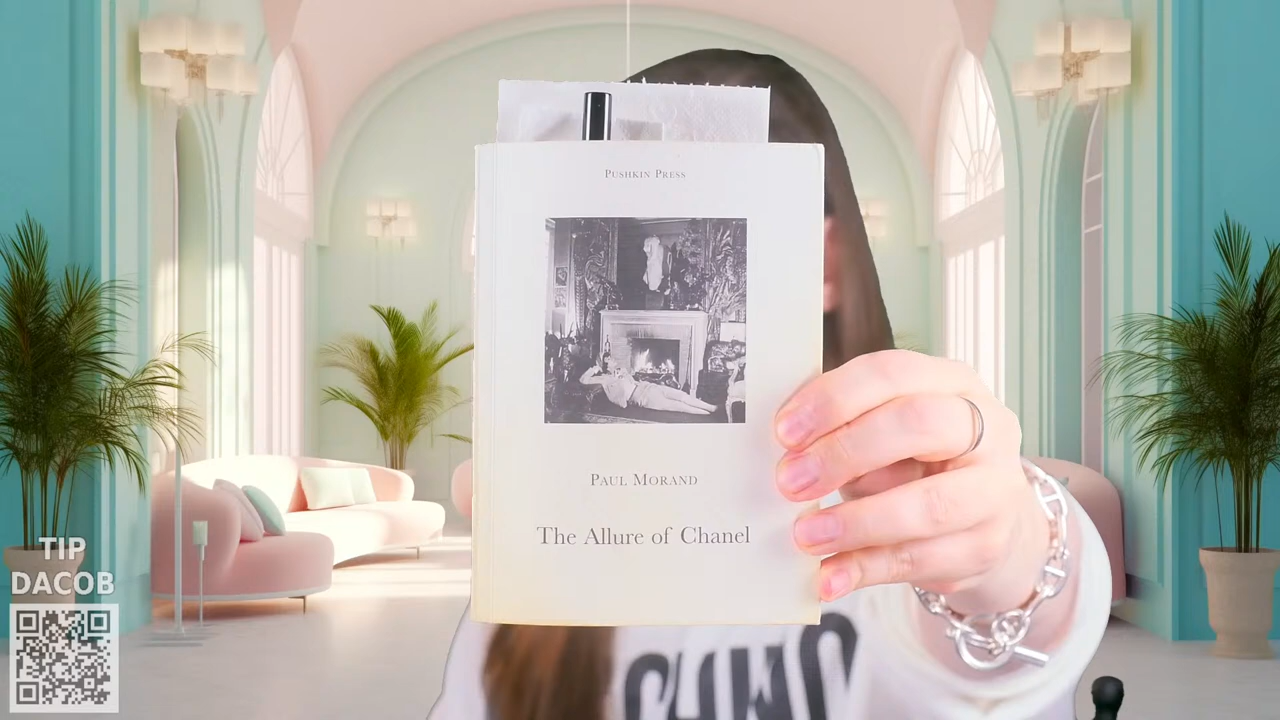 PUSHKIN PRESS
PAUL MORAND
The Allure of Chanel
TIP
DACOB